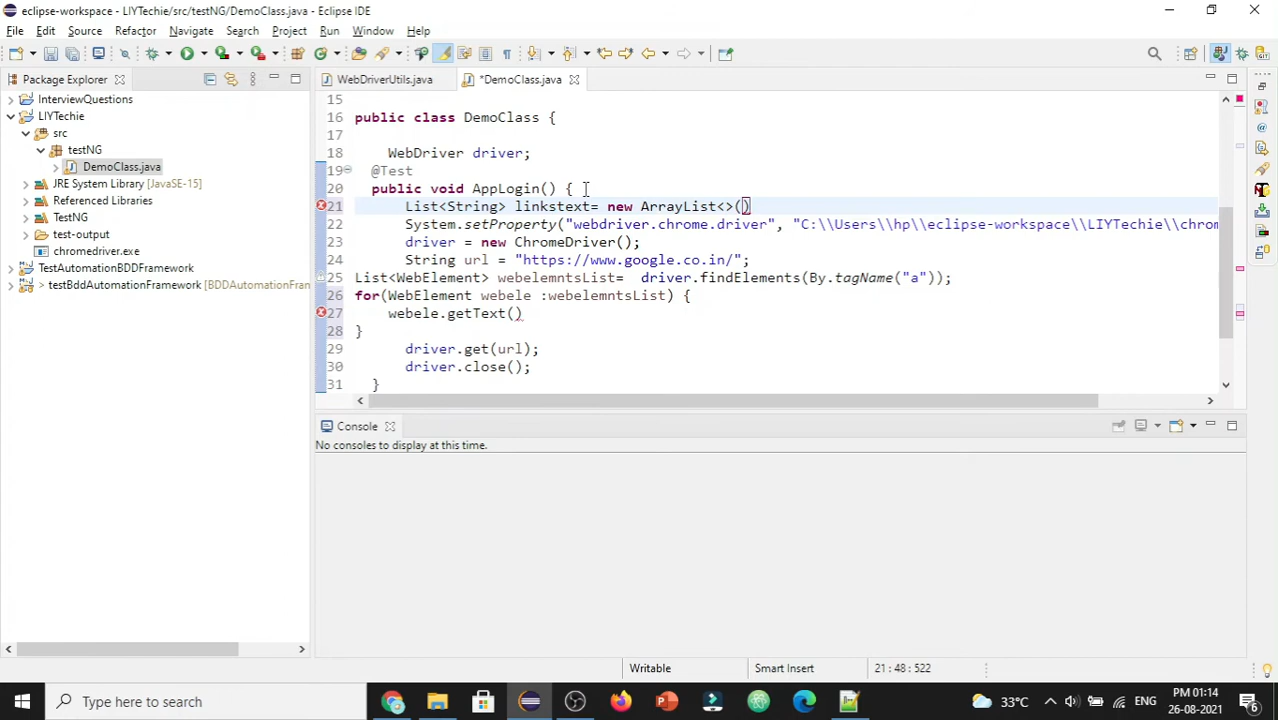 eclipse-workspace - LIYTechie/src/testNG/DemoClass.java - Eclipse IDE
File Edit Source Refactor Navigate Search Project Run Window Help
Package Explorer
InterviewQuestions
LIYTechie
src
testNG
DemoClass.java
JRE System Library [JavaSE-15]
Referenced Libraries
TestNG
test-output
chromedriver.exe
TestAutomationBDDFramework
> testBddAutomationFramework [BDDAutomationFran
WebDriverUtils.java
*DemoClass.java
15
16 public class DemoClass {
17
18 WebDriver driver;
19 @Test
20 public void AppLogin() {
21 List<String> linkstext= new ArrayList<>()
22 System.setProperty("webdriver.chrome.driver", "C:\\Users\\hp\\eclipse-workspace\\LIYTechie\\chrom
23 driver = new ChromeDriver();
24 String url = "https://www.google.co.in/";
25 List<WebElement> webelemntsList= driver.findElements(By.tagName("a"));
26 for(WebElement webele :webelemntsList) {
27 webele.getText()
28 }
29 driver.get(url);
30 driver.close();
31 }
Console
No consoles to display at this time.
Writable Smart Insert 21 : 48 : 522
Type here to search
33°C ENG PM 01:14
26-08-2021
6